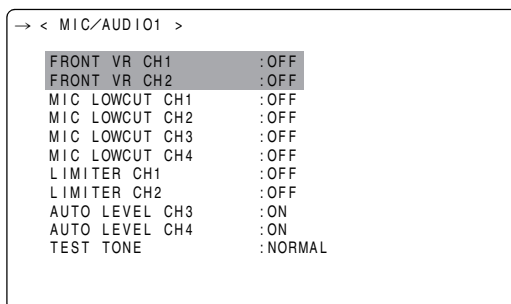 → < MIC/AUDIO1 >
FRONT VR CH1 :OFF
FRONT VR CH2 :OFF
MIC LOWCUT CH1 :OFF
MIC LOWCUT CH2 :OFF
MIC LOWCUT CH3 :OFF
MIC LOWCUT CH4 :OFF
LIMITER CH1 :OFF
LIMITER CH2 :OFF
AUTO LEVEL CH3 :ON
AUTO LEVEL CH4 :ON
TEST TONE :NORMAL